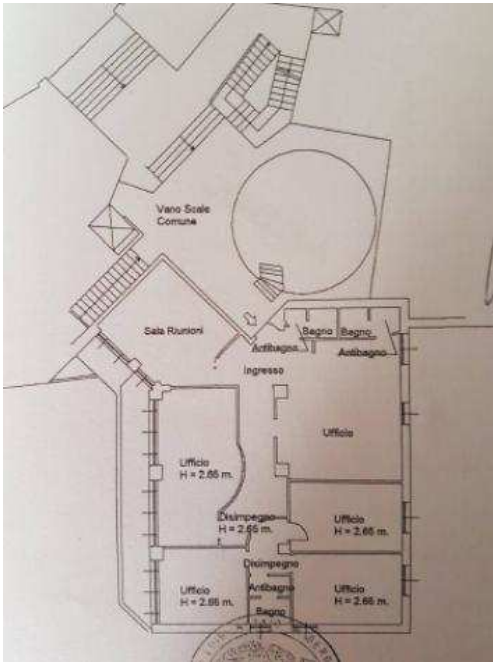 Vano Scale
Comune
Sala Riunioni
Bagno
Bagno
Antibagno
Antibagno
Ingresso
Ufficio
Ufficio
H = 2.65 m.
Disimpegno
H = 2.65 m.
Ufficio
H = 2.65 m.
Disimpegno
Ufficio
H = 2.65 m.
Antibagno
Ufficio
H = 2.65 m.
Bagno